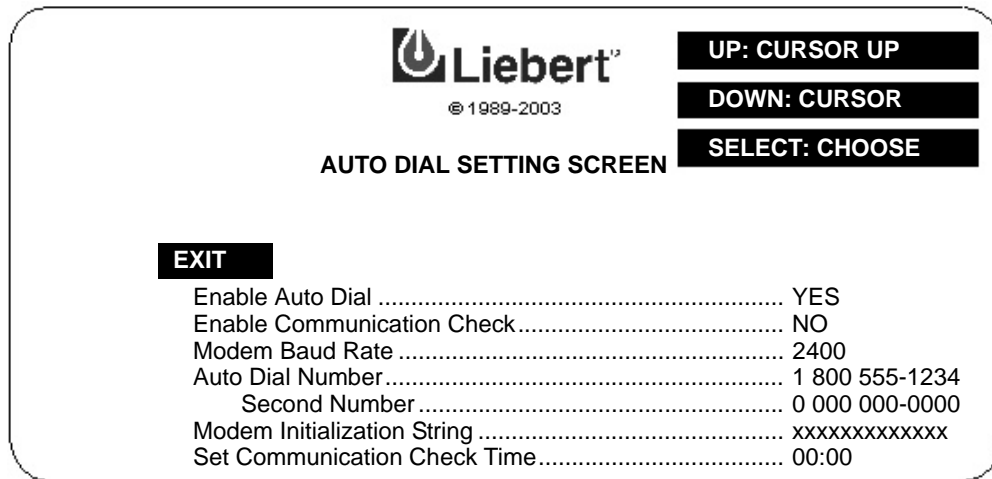 Liebert
UP: CURSOR UP
© 1989-2003
DOWN: CURSOR
SELECT: CHOOSE
AUTO DIAL SETTING SCREEN
EXIT
Enable Auto Dial .............................................................. YES
Enable Communication Check......................................... NO
Modem Baud Rate ........................................................... 2400
Auto Dial Number............................................................. 1 800 555-1234
Second Number ........................................................ 0 000 000-0000
Modem Initialization String ............................................... xxxxxxxxxxxxx
Set Communication Check Time...................................... 00:00